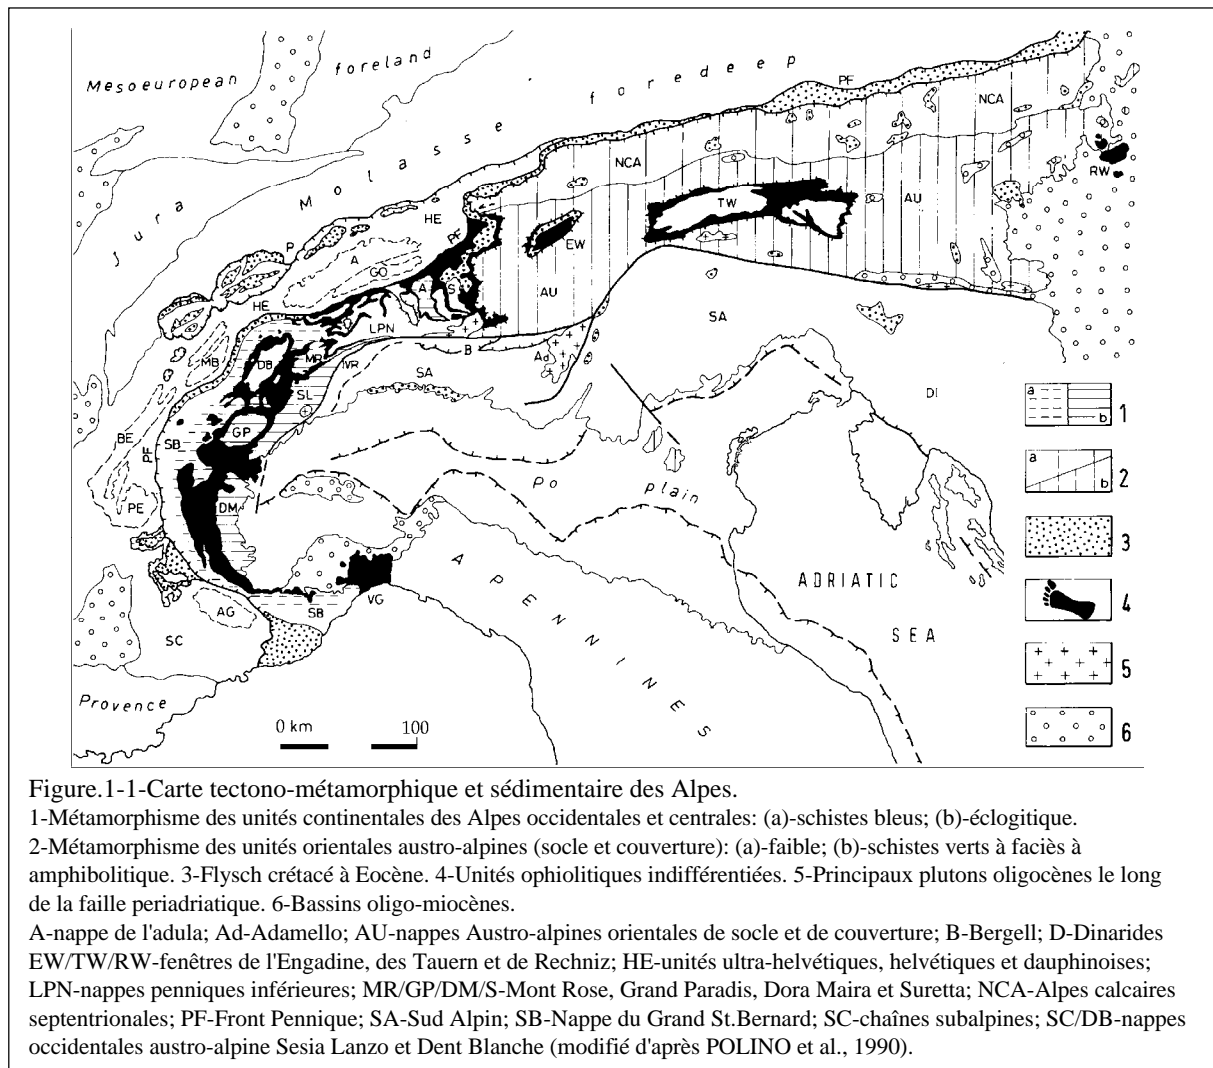 Mesoeuropean foreland
foredeep
PF
NCA
Jura
Molasse
NCA
RW
HE
P
PF
TW
AU
A
GO
EW
A
S
AU
HE
LPN
SA
MB
DB
MR
IVR
B
Ad
SA
SL
DI
a
b
1
BE
PF
SB
GP
a
b
2
Po plain
PE
DM
3
APENNINES
ADRIATIC
SEA
4
VG
AG
SB
SC
5
Provence
0 km
100
6
Figure.1-1-Carte tectono-métamorphique et sédimentaire des Alpes.
1-Métamorphisme des unités continentales des Alpes occidentales et centrales: (a)-schistes bleus; (b)-éclogitique.
2-Métamorphisme des unités orientales austro-alpines (socle et couverture): (a)-faible; (b)-schistes verts à faciès à
amphibolitique. 3-Flysch crétacé à Eocène. 4-Unités ophiolitiques indifférentiées. 5-Principaux plutons oligocènes le long
de la faille periadriatique. 6-Bassins oligo-miocènes.
A-nappe de l'adula; Ad-Adamello; AU-nappes Austro-alpines orientales de socle et de couverture; B-Bergell; D-Dinarides
EW/TW/RW-fenêtres de l'Engadine, des Tauern et de Rechniz; HE-unités ultra-helvétiques, helvétiques et dauphinoises;
LPN-nappes penniques inférieures; MR/GP/DM/S-Mont Rose, Grand Paradis, Dora Maira et Suretta; NCA-Alpes calcaires
septentrionales; PF-Front Pennique; SA-Sud Alpin; SB-Nappe du Grand St.Bernard; SC-chaînes subalpines; SC/DB-nappes
occidentales austro-alpine Sesia Lanzo et Dent Blanche (modifié d'après POLINO et al., 1990).